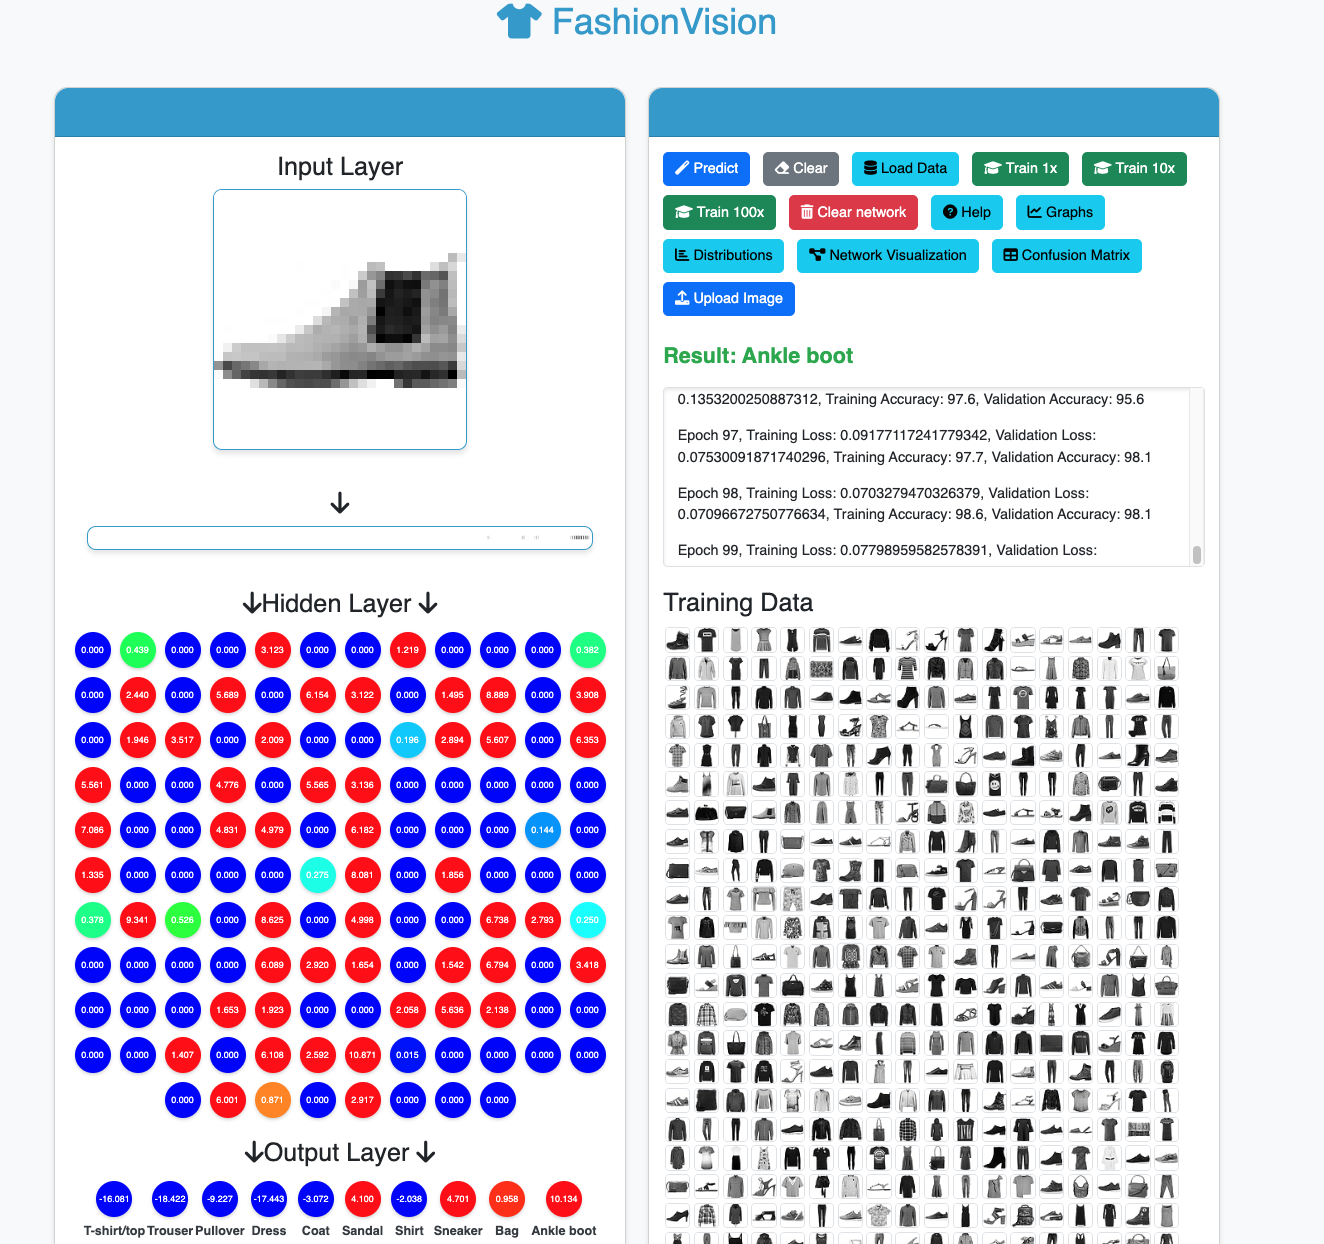 FashionVision
Input Layer
Hidden Layer
0.000 0.439 0.000 0.000 3.123 0.000 0.000 1.219 0.000 0.000 0.000 0.382
0.000 2.440 0.000 5.689 0.000 6.154 3.122 0.000 1.495 8.889 0.000 3.908
0.000 1.946 3.517 0.000 2.009 0.000 0.000 0.196 2.894 5.607 0.000 6.353
5.561 0.000 0.000 4.776 0.000 5.565 3.136 0.000 0.000 0.000 0.000 0.000
7.086 0.000 0.000 4.831 4.979 0.000 6.182 0.000 0.000 0.000 0.144 0.000
1.335 0.000 0.000 0.000 0.000 0.275 8.081 0.000 1.856 0.000 0.000 0.000
0.378 9.341 0.526 0.000 8.625 0.000 4.998 0.000 0.000 6.738 2.793 0.250
0.000 0.000 0.000 0.000 6.089 2.920 1.654 0.000 1.542 6.794 0.000 3.418
0.000 0.000 0.000 1.653 1.923 0.000 0.000 2.058 5.636 2.138 0.000 0.000
0.000 0.000 1.407 0.000 6.108 2.592 10.871 0.015 0.000 0.000 0.000 0.000
0.000 6.001 0.871 0.000 2.917 0.000 0.000 0.000
Output Layer
-16.081 -18.422 -9.227 -17.443 -3.072 4.100 -2.038 4.701 0.958 10.134
T-shirt/top Trouser Pullover Dress Coat Sandal Shirt Sneaker Bag Ankle boot
Predict Clear Load Data Train 1x Train 10x
Train 100x Clear network Help Graphs
Distributions Network Visualization Confusion Matrix
Upload Image
Result: Ankle boot
0.1353200250887312, Training Accuracy: 97.6, Validation Accuracy: 95.6
Epoch 97, Training Loss: 0.09177117241779342, Validation Loss:
0.07530091871740296, Training Accuracy: 97.7, Validation Accuracy: 98.1
Epoch 98, Training Loss: 0.0703279470326379, Validation Loss:
0.07096672750776634, Training Accuracy: 98.6, Validation Accuracy: 98.1
Epoch 99, Training Loss: 0.07798959582578391, Validation Loss:
Training Data